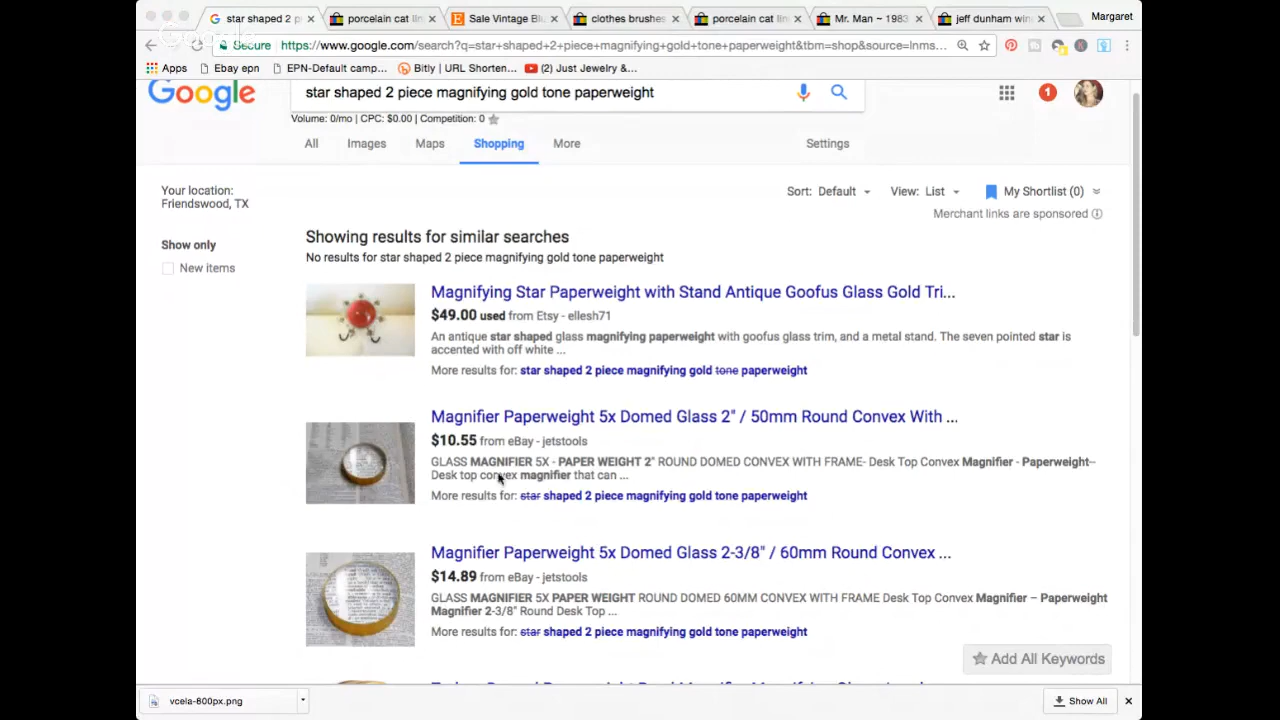 star shaped 2 p
porcelain cat lin
Sale Vintage Blu
clothes brushes
porcelain cat lin
Mr. Man ~ 1983
jeff dunham win
Margaret
Secure
https://www.google.com/search?q=star+shaped+2+piece+magnifying+gold+tone+paperweight&tbm=shop&source=lnms...
Apps
Ebay epn
EPN-Default camp...
Bitly | URL Shorten...
(2) Just Jewelry &...
Google
star shaped 2 piece magnifying gold tone paperweight
1
Volume: 0/mo | CPC: $0.00 | Competition: 0
All
Images
Maps
Shopping
More
Settings
Your location:
Friendswood, TX
Sort: Default
View: List
My Shortlist (0)
Merchant links are sponsored
Show only
New items
Showing results for similar searches
No results for star shaped 2 piece magnifying gold tone paperweight
Magnifying Star Paperweight with Stand Antique Goofus Glass Gold Tri...
$49.00 used from Etsy - ellesh71
An antique star shaped glass magnifying paperweight with goofus glass trim, and a metal stand. The seven pointed star is
accented with off white ...
More results for: star shaped 2 piece magnifying gold tone paperweight
Magnifier Paperweight 5x Domed Glass 2" / 50mm Round Convex With ...
$10.55 from eBay - jetstools
GLASS MAGNIFIER 5X - PAPER WEIGHT 2" ROUND DOMED CONVEX WITH FRAME- Desk Top Convex Magnifier - Paperweight--
Desk top convex magnifier that can ...
More results for: star shaped 2 piece magnifying gold tone paperweight
Magnifier Paperweight 5x Domed Glass 2-3/8" / 60mm Round Convex ...
$14.89 from eBay - jetstools
GLASS MAGNIFIER 5X PAPER WEIGHT ROUND DOMED 60MM CONVEX WITH FRAME Desk Top Convex Magnifier – Paperweight
Magnifier 2-3/8" Round Desk Top ...
More results for: star shaped 2 piece magnifying gold tone paperweight
Add All Keywords
vcela-800px.png
Show All